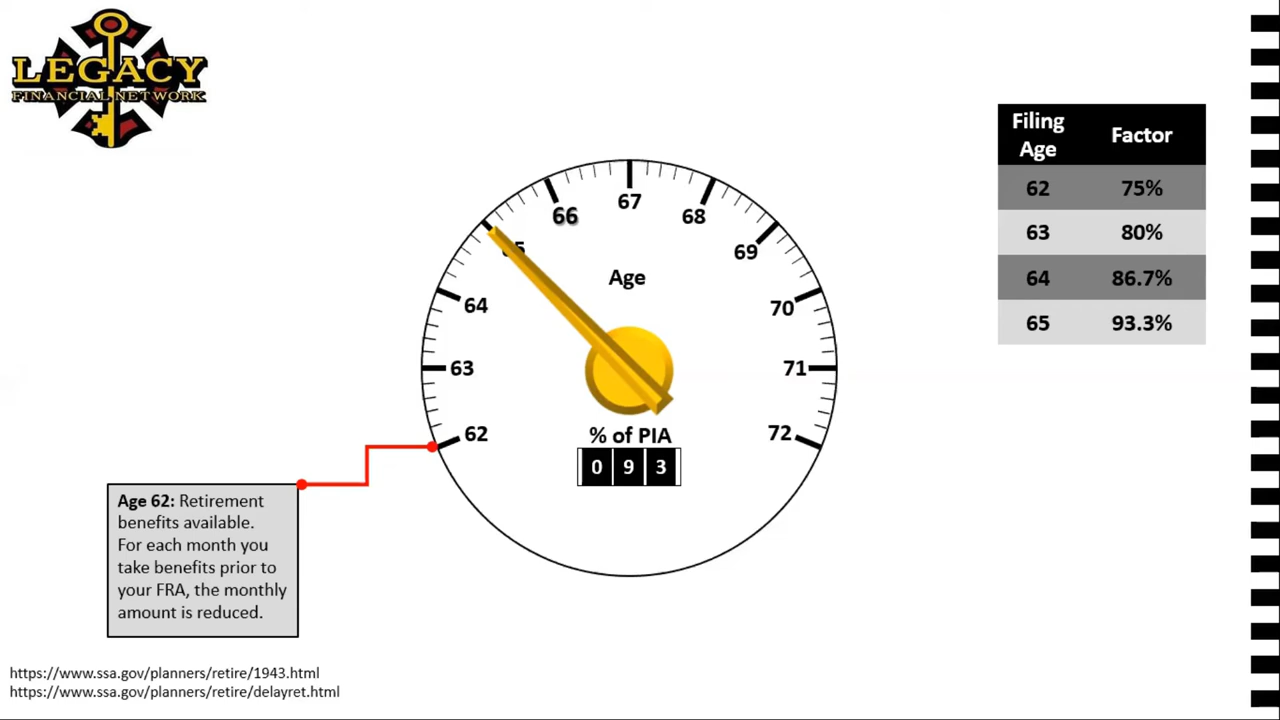 LEGACY
FINANCIAL NETWORK
Filing Age Factor
62 75%
63 80%
64 86.7%
65 93.3%
67
66
68
69
Age
64
70
63
71
62
72
% of PIA
0 9 3
Age 62: Retirement
benefits available.
For each month you
take benefits prior to
your FRA, the monthly
amount is reduced.
https://www.ssa.gov/planners/retire/1943.html
https://www.ssa.gov/planners/retire/delayret.html